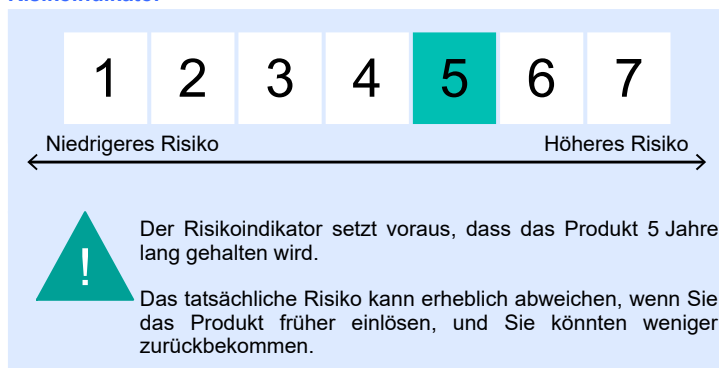 Risikoindikator
1 2 3 4 5 6 7
Niedrigeres Risiko Höheres Risiko
!
Der Risikoindikator setzt voraus, dass das Produkt 5 Jahre
lang gehalten wird.
Das tatsächliche Risiko kann erheblich abweichen, wenn Sie
das Produkt früher einlösen, und Sie könnten weniger
zurückbekommen.